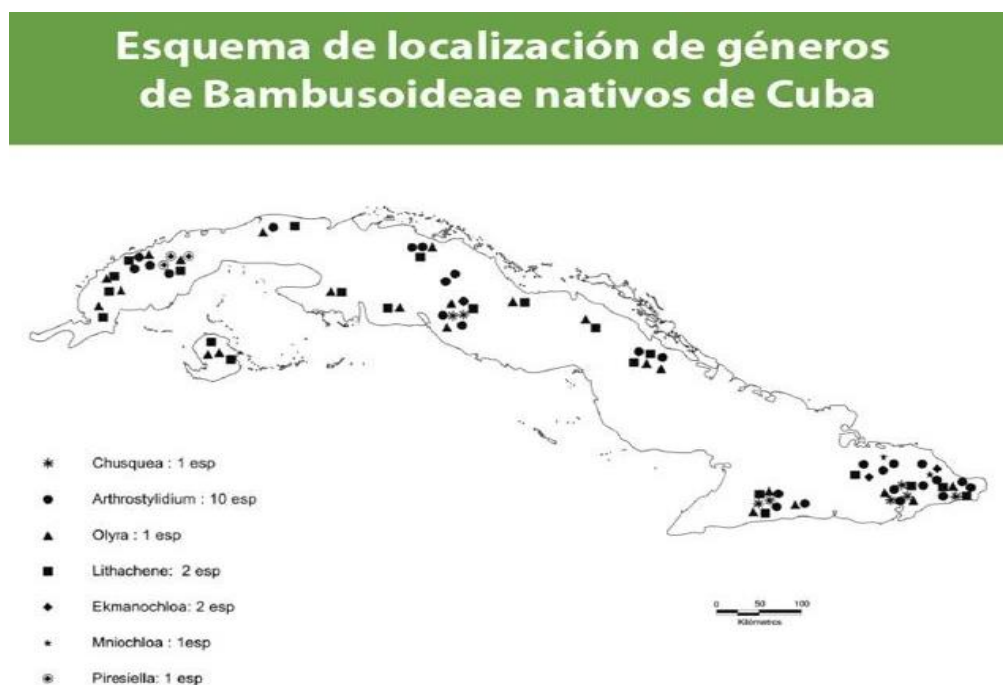 Esquema de localización de géneros
de Bambusoideae nativos de Cuba
Chusquea : 1 esp
Arthrostylidium : 10 esp
Olyra : 1 esp
Lithachene: 2 esp
Ekmanochloa: 2 esp
Mniochloa : 1esp
Piresiella: 1 esp
0 50 100
Kilómetros